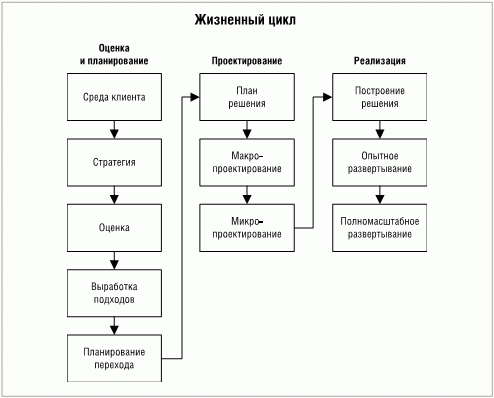 Жизненный цикл
Оценка
и планирование
Среда клиента
Стратегия
Оценка
Выработка
подходов
Планирование
перехода
Проектирование
План
решения
Макро-
проектирование
Микро-
проектирование
Реализация
Построение
решения
Опытное
развертывание
Полномасштабное
развертывание